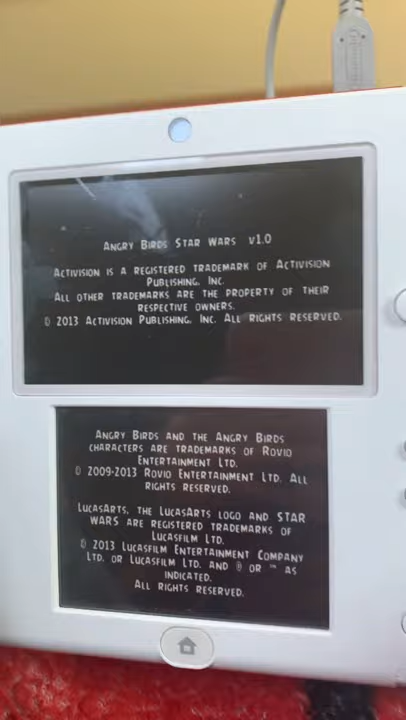 ANGRY BIRDS STAR WARS v1.0
ACTIVISION IS A REGISTERED TRADEMARK OF ACTIVISION
PUBLISHING, INC.
ALL OTHER TRADEMARKS ARE THE PROPERTY OF THEIR
RESPECTIVE OWNERS.
© 2013 ACTIVISION PUBLISHING, INC. ALL RIGHTS RESERVED.
ANGRY BIRDS AND THE ANGRY BIRDS
CHARACTERS ARE TRADEMARKS OF ROVIO
ENTERTAINMENT LTD.
© 2009-2013 ROVIO ENTERTAINMENT LTD. ALL
RIGHTS RESERVED.
LUCASARTS, THE LUCASARTS LOGO AND STAR
WARS ARE REGISTERED TRADEMARKS OF
LUCASFILM LTD.
© 2013 LUCASFILM ENTERTAINMENT COMPANY
LTD. OR LUCASFILM LTD. AND ® OR ™ AS
INDICATED.
ALL RIGHTS RESERVED.